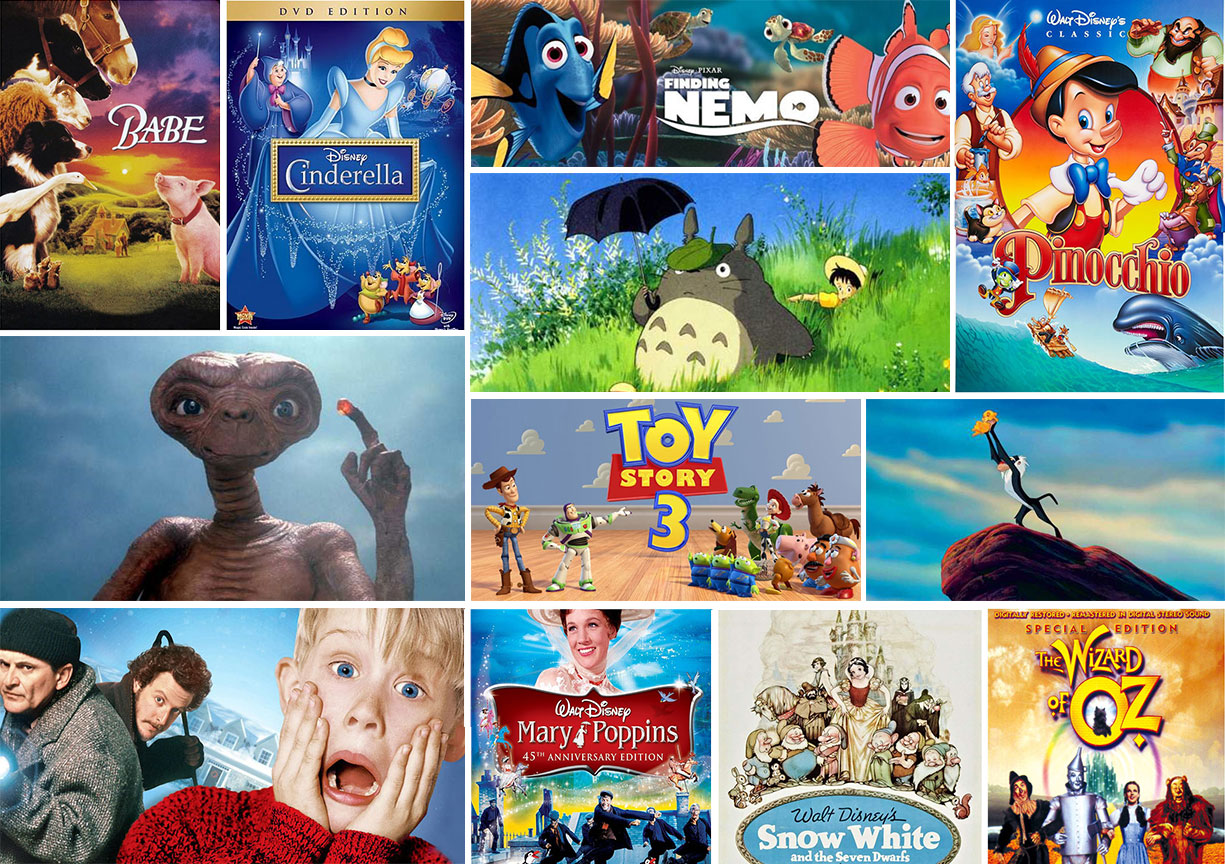 BABE
DVD EDITION
DISNEY
Cinderella
DISNEY PIXAR
FINDING
NEMO
WALT DISNEY'S
CLASSIC
Pinocchio
TOY
STORY
3
WALT DISNEY
Mary Poppins
45TH ANNIVERSARY EDITION
Walt Disney's
Snow White
and the Seven Dwarfs
DIGITALLY RESTORED • REMASTERED IN DIGITAL STEREO SOUND
SPECIAL EDITION
THE WIZARD
OF OZ